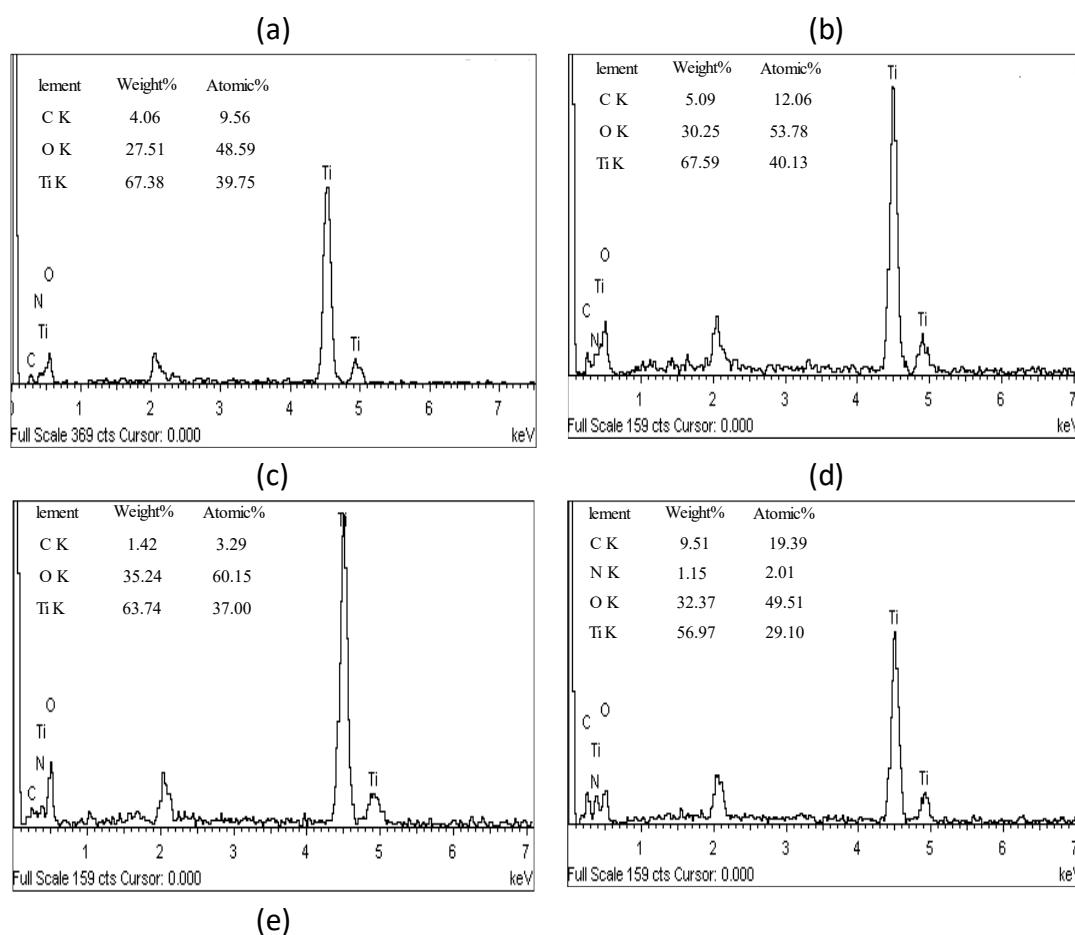 (a)
lement Weight% Atomic%
C K 4.06 9.56
O K 27.51 48.59
Ti K 67.38 39.75
Ti
O
N
Ti
C
Ti
0 1 2 3 4 5 6 7
Full Scale 369 cts Cursor: 0.000 keV
(b)
lement Weight% Atomic%
C K 5.09 12.06
O K 30.25 53.78
Ti K 67.59 40.13
Ti
O
Ti
C
N
Ti
1 2 3 4 5 6 7
Full Scale 159 cts Cursor: 0.000 keV
(c)
lement Weight% Atomic%
C K 1.42 3.29
O K 35.24 60.15
Ti K 63.74 37.00
Ti
O
Ti
N
C
Ti
1 2 3 4 5 6 7
Full Scale 159 cts Cursor: 0.000 keV
(d)
lement Weight% Atomic%
C K 9.51 19.39
N K 1.15 2.01
O K 32.37 49.51
Ti K 56.97 29.10
Ti
C O
Ti
N
Ti
1 2 3 4 5 6 7
Full Scale 159 cts Cursor: 0.000 keV
(e)